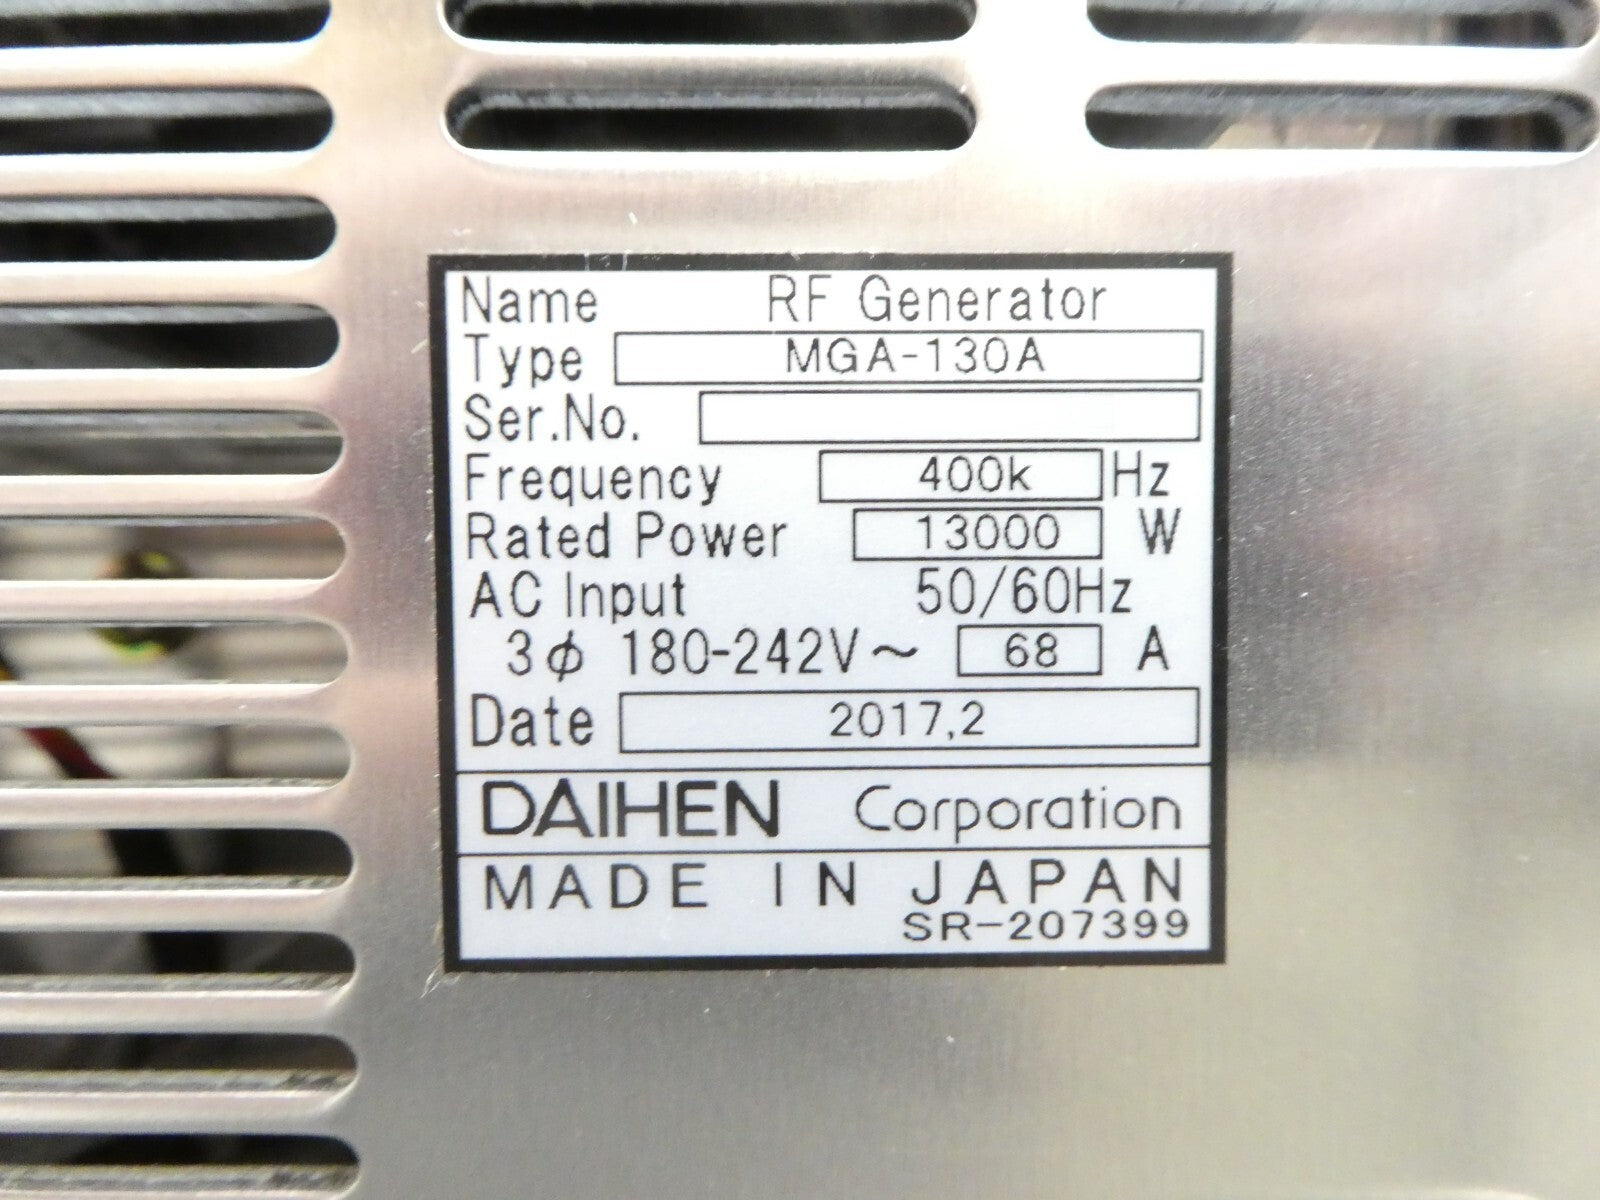 Name RF Generator
Type MGA-130A
Ser.No.
Frequency 400k Hz
Rated Power 13000 W
AC Input 50/60Hz
3φ 180-242V～ 68 A
Date 2017,2
DAIHEN Corporation
MADE IN JAPAN
SR-207399